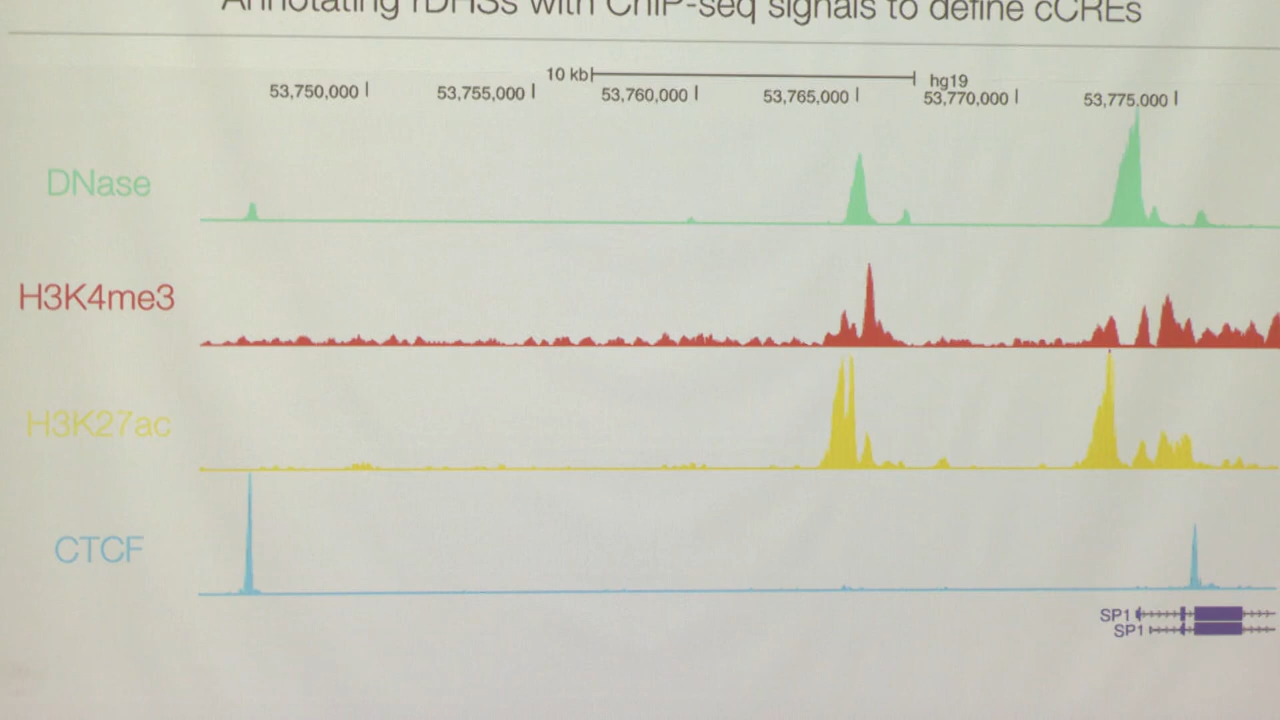 Annotating rDHSs with ChIP-seq signals to define cCREs
10 kb hg19
53,750,000 53,755,000 53,760,000 53,765,000 53,770,000 53,775,000
DNase
H3K4me3
H3K27ac
CTCF
SP1
SP1